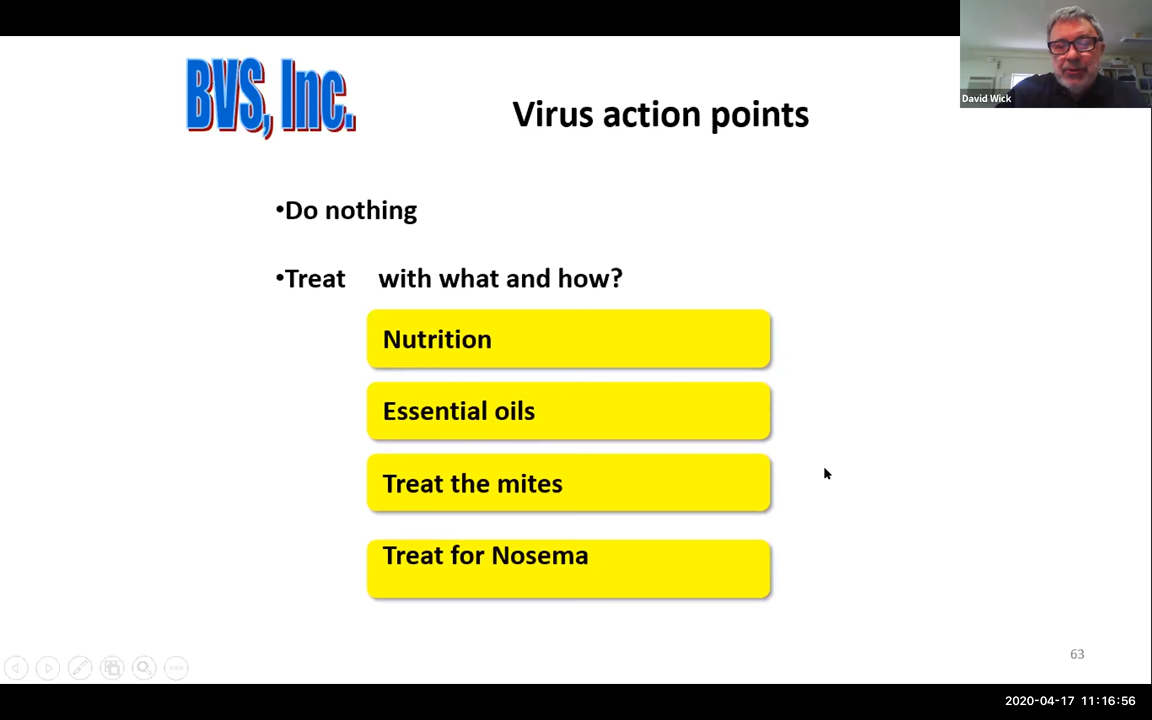 BVS, Inc.
Virus action points
David Wick
•Do nothing
•Treat with what and how?
Nutrition
Essential oils
Treat the mites
Treat for Nosema
63
2020-04-17 11:16:56